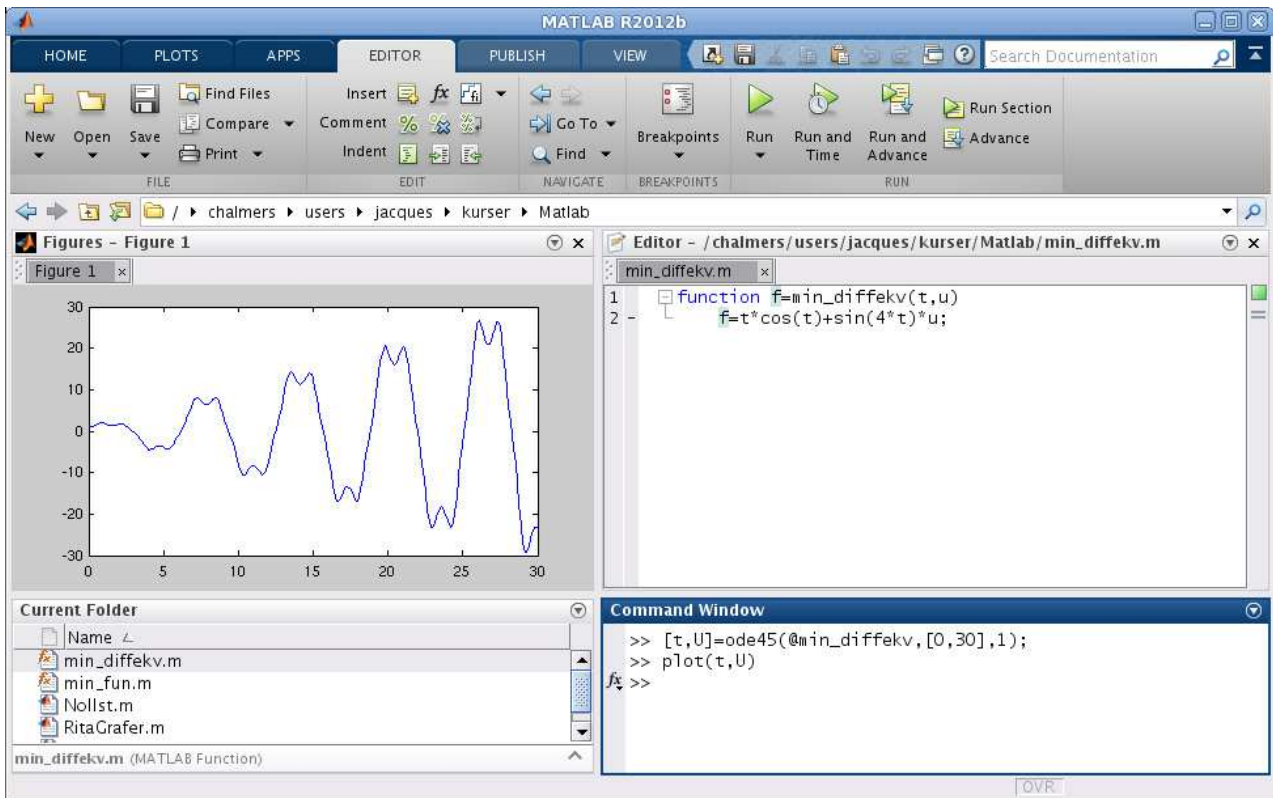 MATLAB R2012b
HOME PLOTS APPS EDITOR PUBLISH VIEW Search Documentation
New Open Save Find Files Compare Print
FILE
Insert fx fi
Comment %
Indent
EDIT
Go To
Find
NAVIGATE
Breakpoints
BREAKPOINTS
Run Run and Time Run and Advance Run Section Advance
RUN
/ chalmers users jacques kurser Matlab
Figures - Figure 1
Figure 1
30
20
10
0
-10
-20
-30
0 5 10 15 20 25 30
Editor - /chalmers/users/jacques/kurser/Matlab/min_diffekv.m
min_diffekv.m
1 function f=min_diffekv(t,u)
2 - f=t*cos(t)+sin(4*t)*u;
Current Folder
Name
min_diffekv.m
min_fun.m
Nollst.m
RitaGrafer.m
min_diffekv.m (MATLAB Function)
Command Window
>> [t,U]=ode45(@min_diffekv,[0,30],1);
>> plot(t,U)
fx >>
OVR